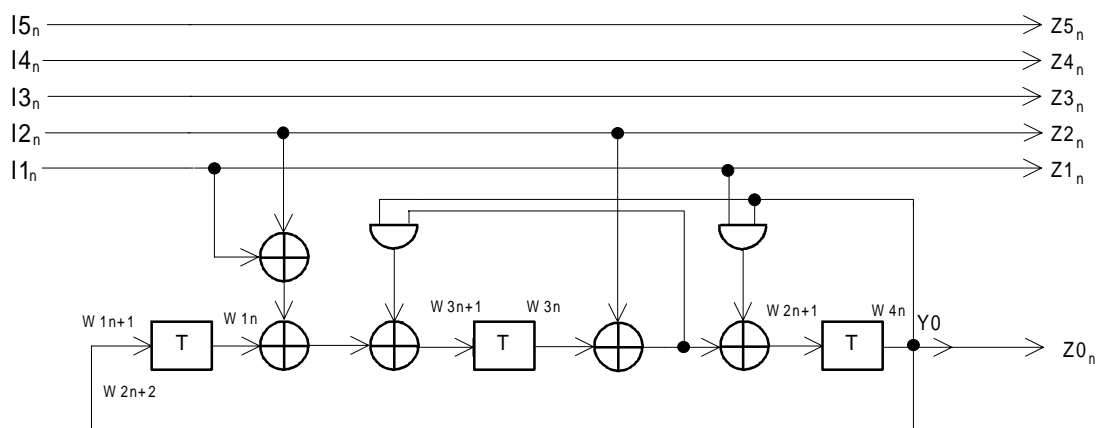 I5n Z5n
I4n Z4n
I3n Z3n
I2n Z2n
I1n Z1n
W 1n+1 T W 1n W 3n+1 T W 3n W 2n+1 T W 4n Y0 Z0n
W 2n+2